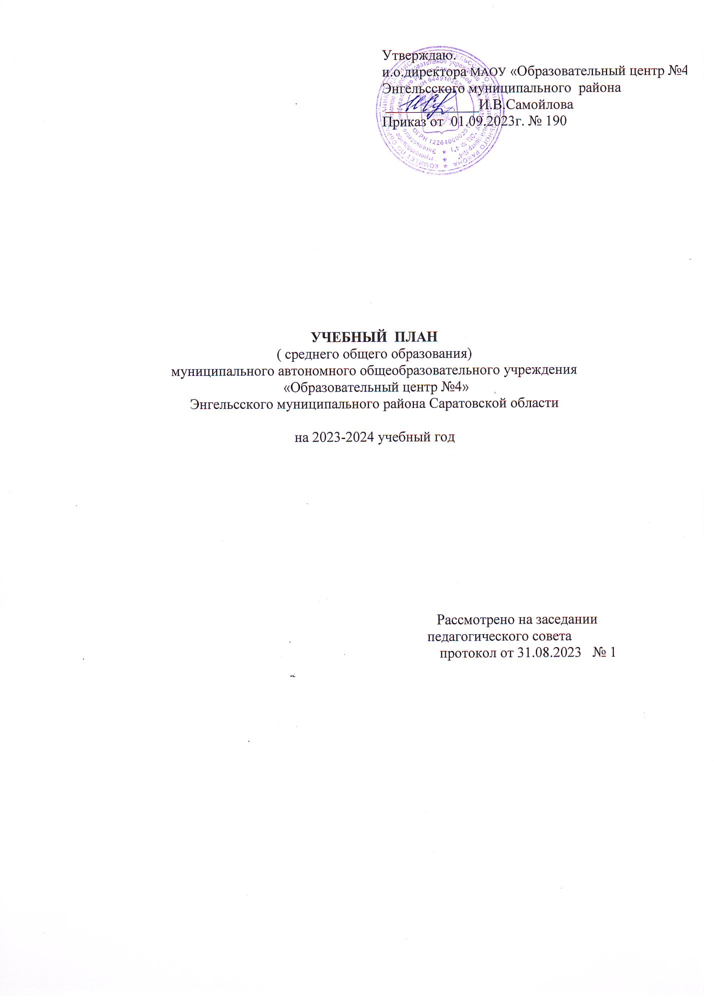 Утверждаю.
и.о.директора МАОУ «Образовательный центр №4
Энгельсского муниципального района
____________И.В.Самойлова
Приказ от 01.09.2023г. № 190
УЧЕБНЫЙ ПЛАН
( среднего общего образования)
муниципального автономного общеобразовательного учреждения
«Образовательный центр №4»
Энгельсского муниципального района Саратовской области
на 2023-2024 учебный год
Рассмотрено на заседании
педагогического совета
протокол от 31.08.2023 № 1